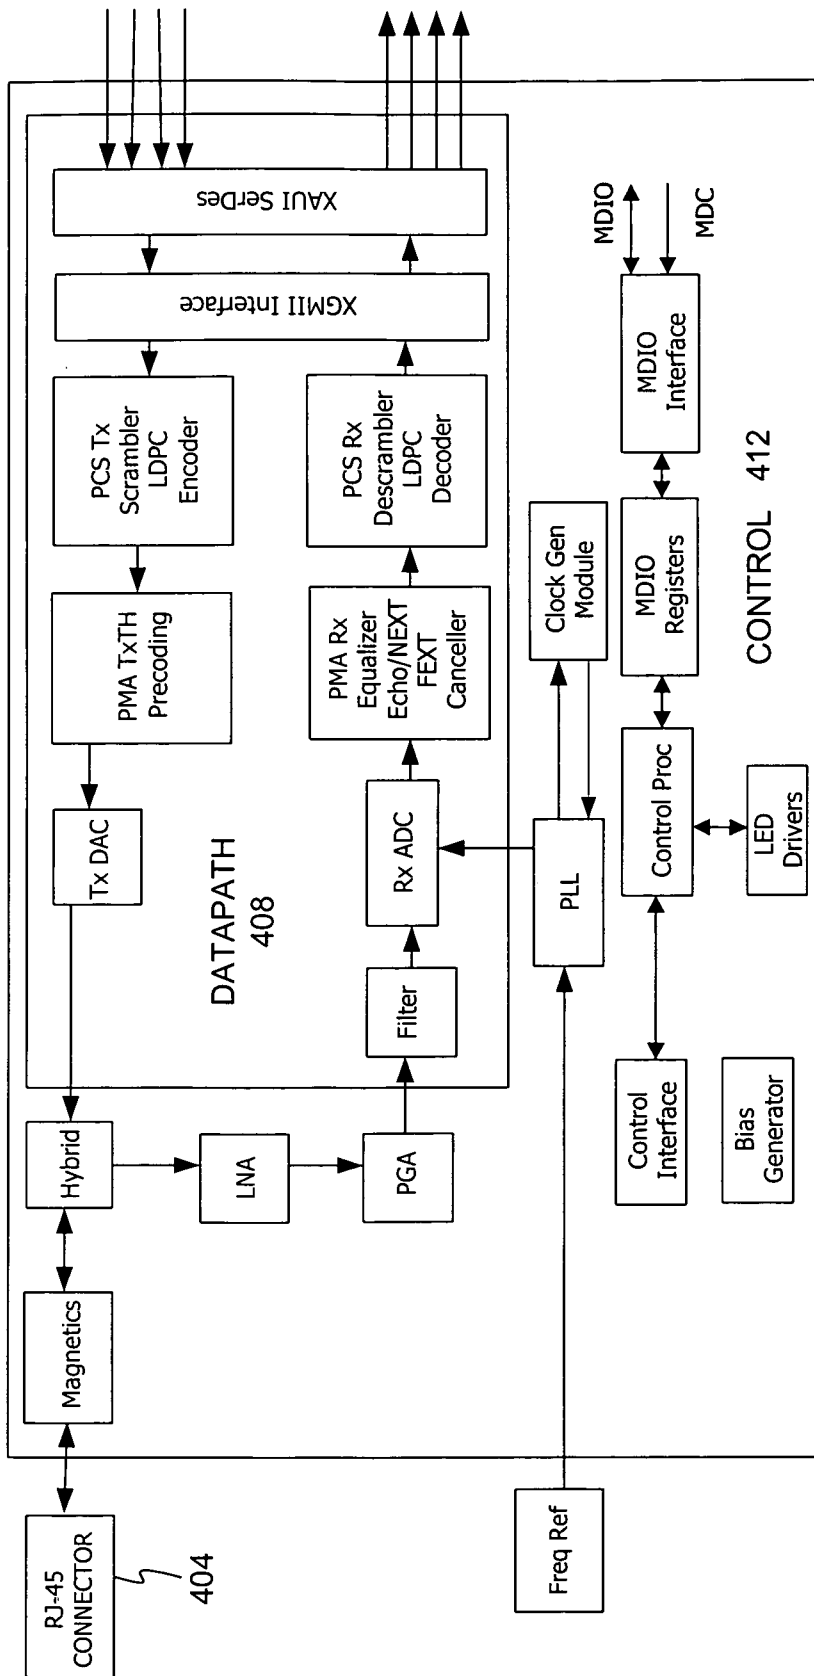 RJ-45
CONNECTOR
404
Magnetics
Hybrid
LNA
PGA
DATAPATH
408
Tx DAC
PMA TxTH
Precoding
PCS Tx
Scrambler
LDPC
Encoder
XGMII Interface
XAUI SerDes
Filter
Rx ADC
PMA Rx
Equalizer
Echo/NEXT
FEXT
Canceller
PCS Rx
Descrambler
LDPC
Decoder
Freq Ref
PLL
Clock Gen
Module
Control
Interface
Bias
Generator
Control Proc
LED
Drivers
MDIO
Registers
MDIO
Interface
MDIO
MDC
CONTROL 412